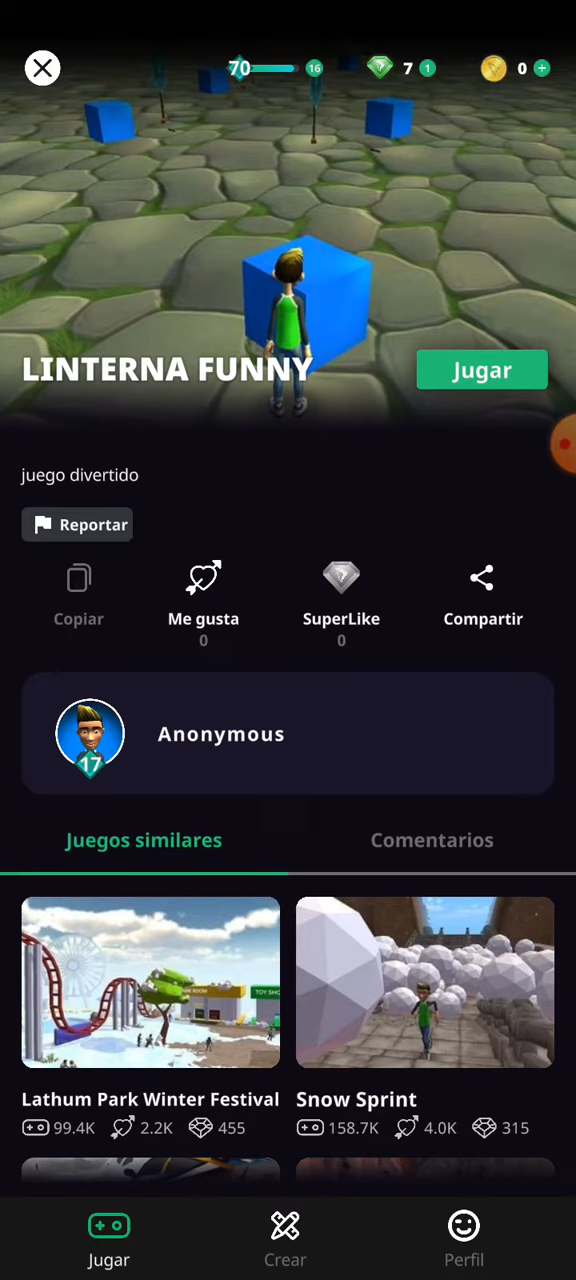 70 16 7 1 0 +
LINTERNA FUNNY
Jugar
juego divertido
Reportar
Copiar Me gusta SuperLike Compartir
0 0
17
Anonymous
Juegos similares Comentarios
TOY SHO
Lathum Park Winter Festival Snow Sprint
99.4K 2.2K 455 158.7K 4.0K 315
Jugar Crear Perfil